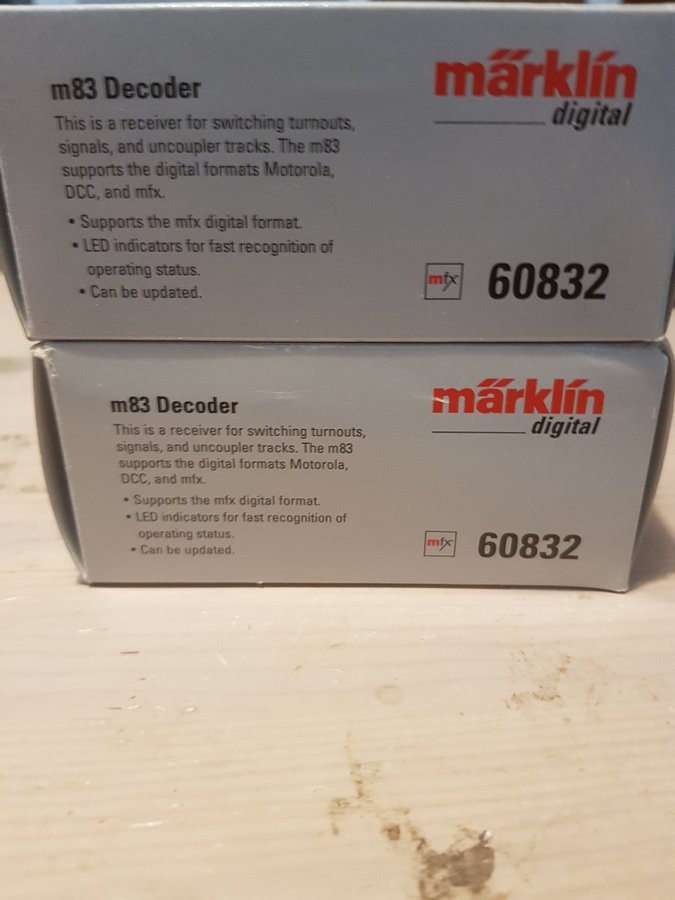 m83 Decoder
This is a receiver for switching turnouts,
signals, and uncoupler tracks. The m83
supports the digital formats Motorola,
DCC, and mfx.
• Supports the mfx digital format.
• LED indicators for fast recognition of
operating status.
• Can be updated.
märklín
digital
mfx
60832
m83 Decoder
This is a receiver for switching turnouts,
signals, and uncoupler tracks. The m83
supports the digital formats Motorola,
DCC, and mfx.
• Supports the mfx digital format.
• LED indicators for fast recognition of
operating status.
• Can be updated.
märklín
digital
mfx
60832